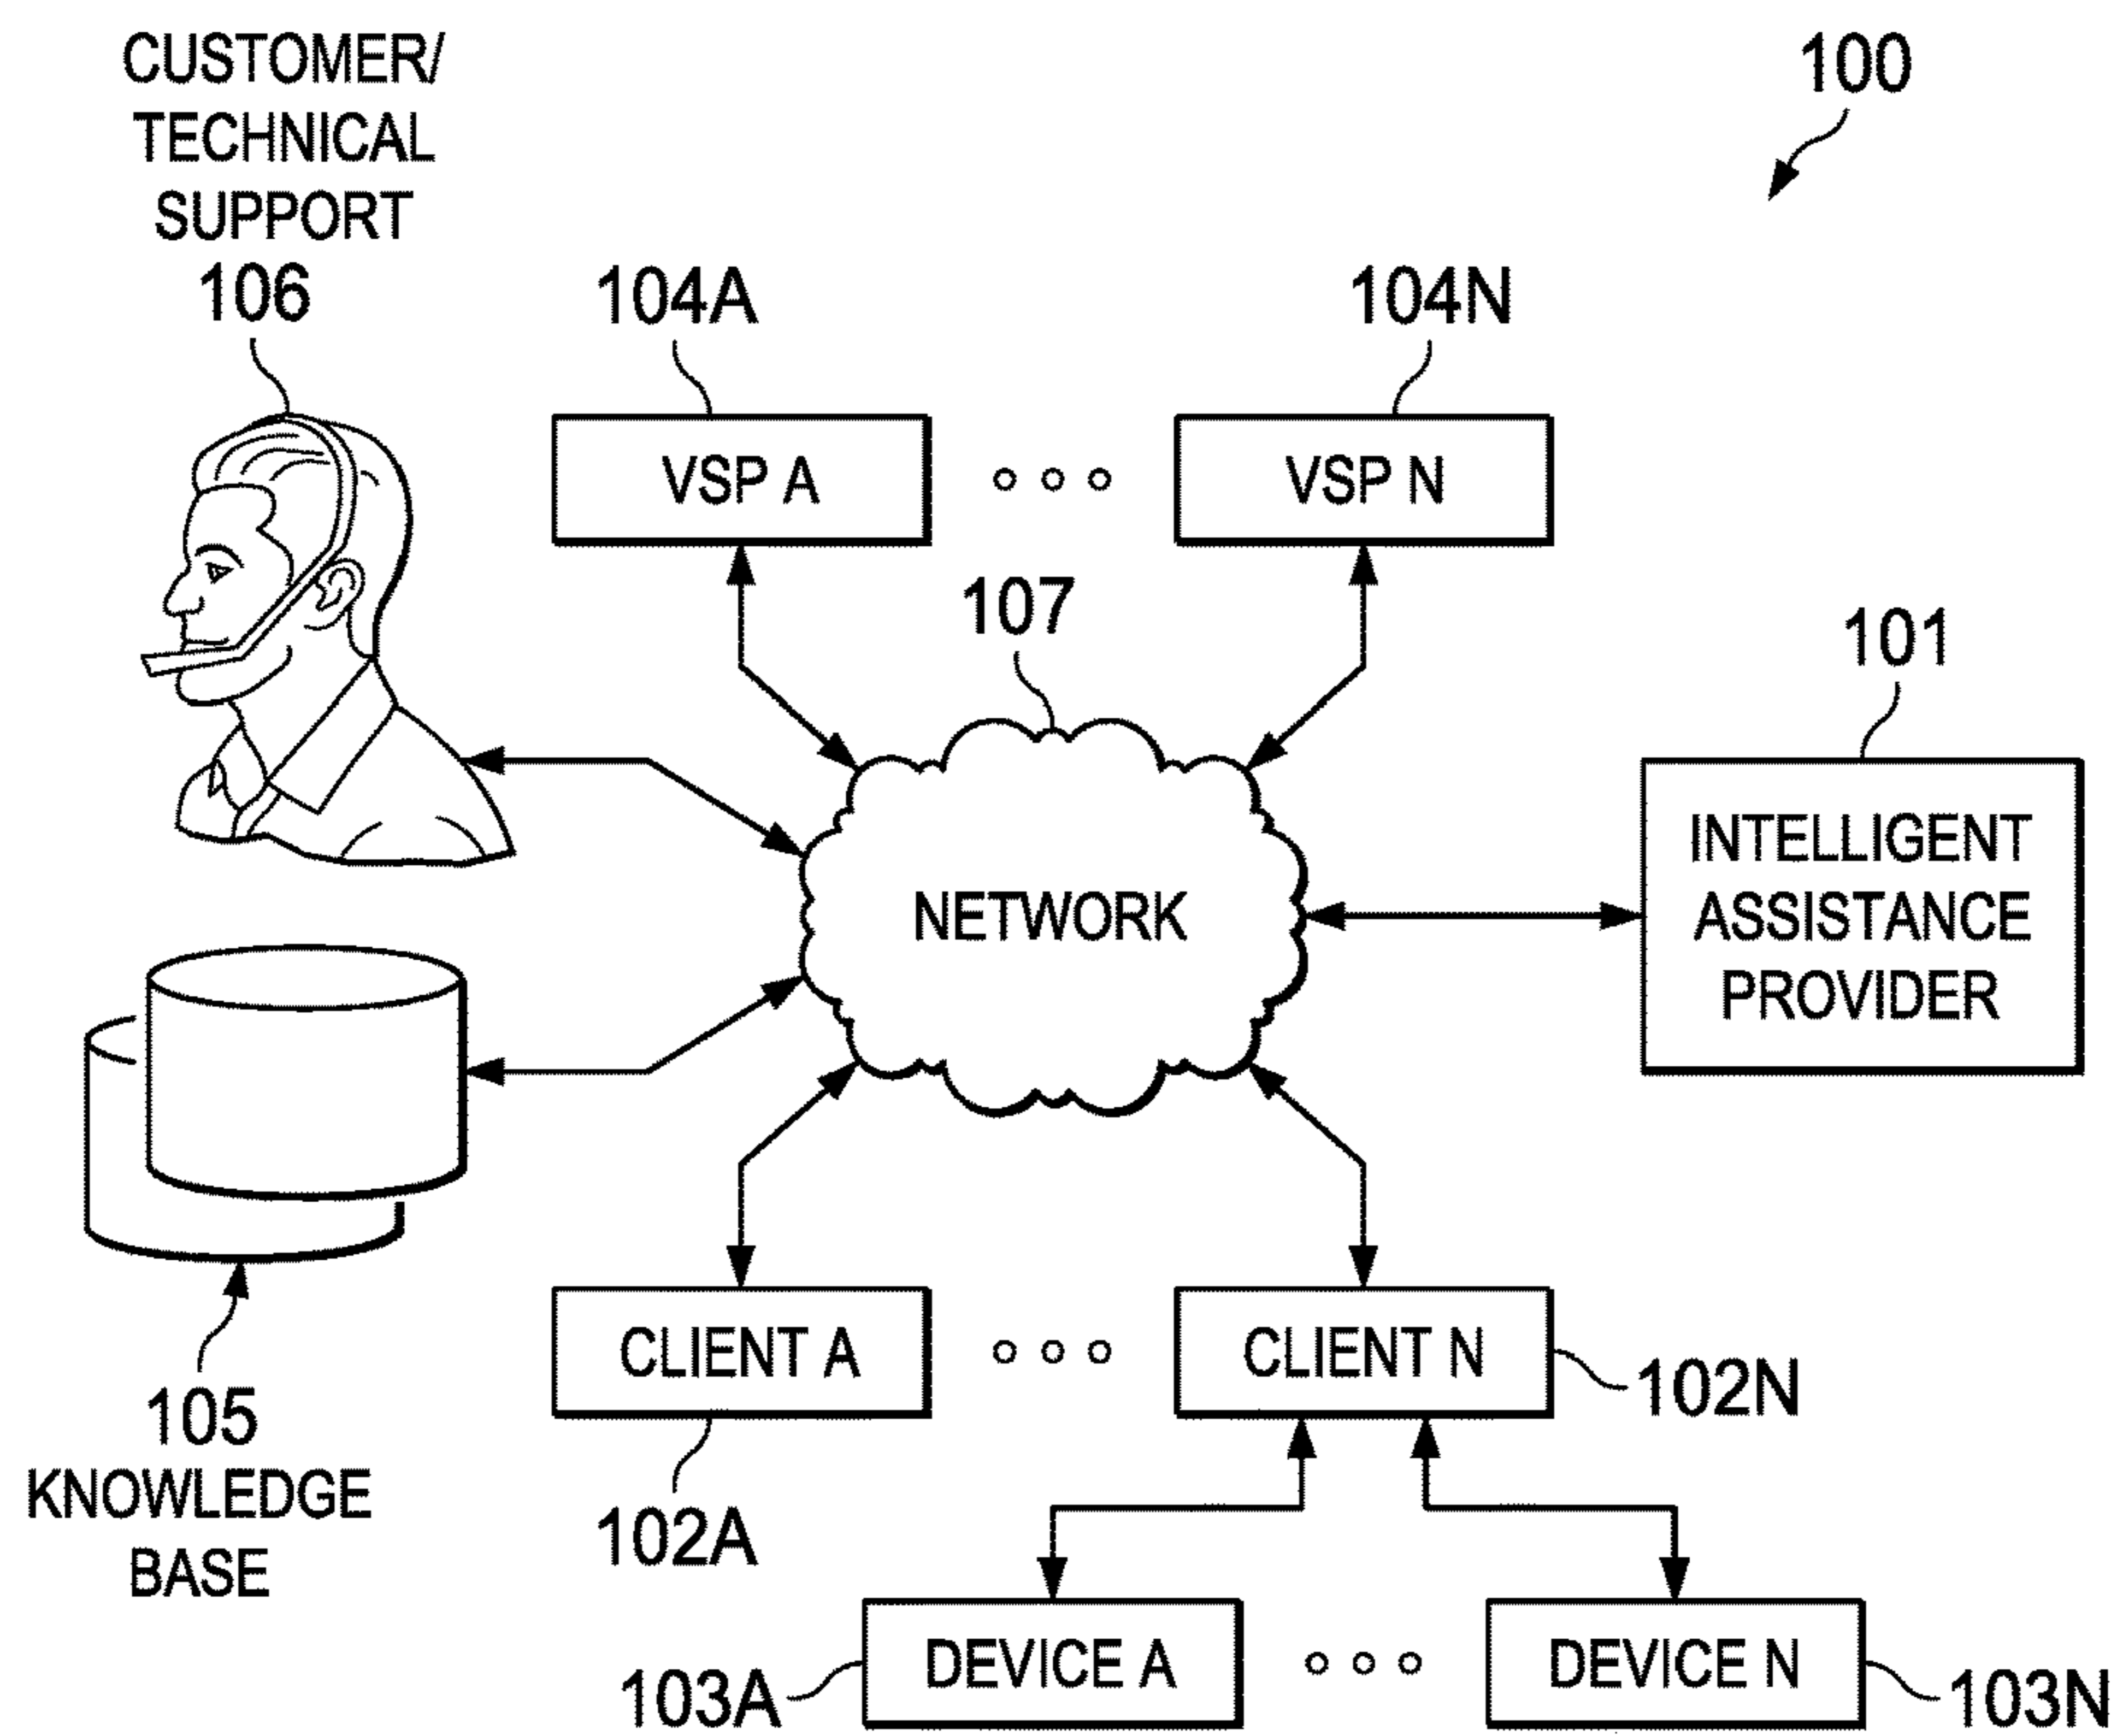 CUSTOMER/
TECHNICAL
SUPPORT
106
100
104A
104N
VSP A
VSP N
107
101
INTELLIGENT
ASSISTANCE
PROVIDER
NETWORK
CLIENT A
CLIENT N
102N
105
KNOWLEDGE
BASE
102A
DEVICE A
DEVICE N
103A
103N